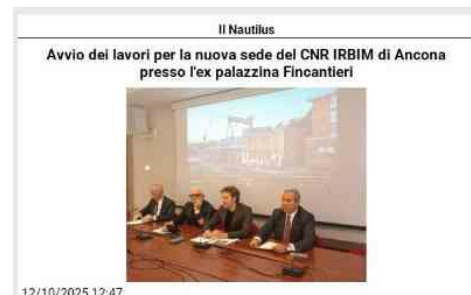 Il Nautilus
Avvio dei lavori per la nuova sede del CNR IRBIM di Ancona
presso l'ex palazzina Fincantieri
12/10/2025 12:47